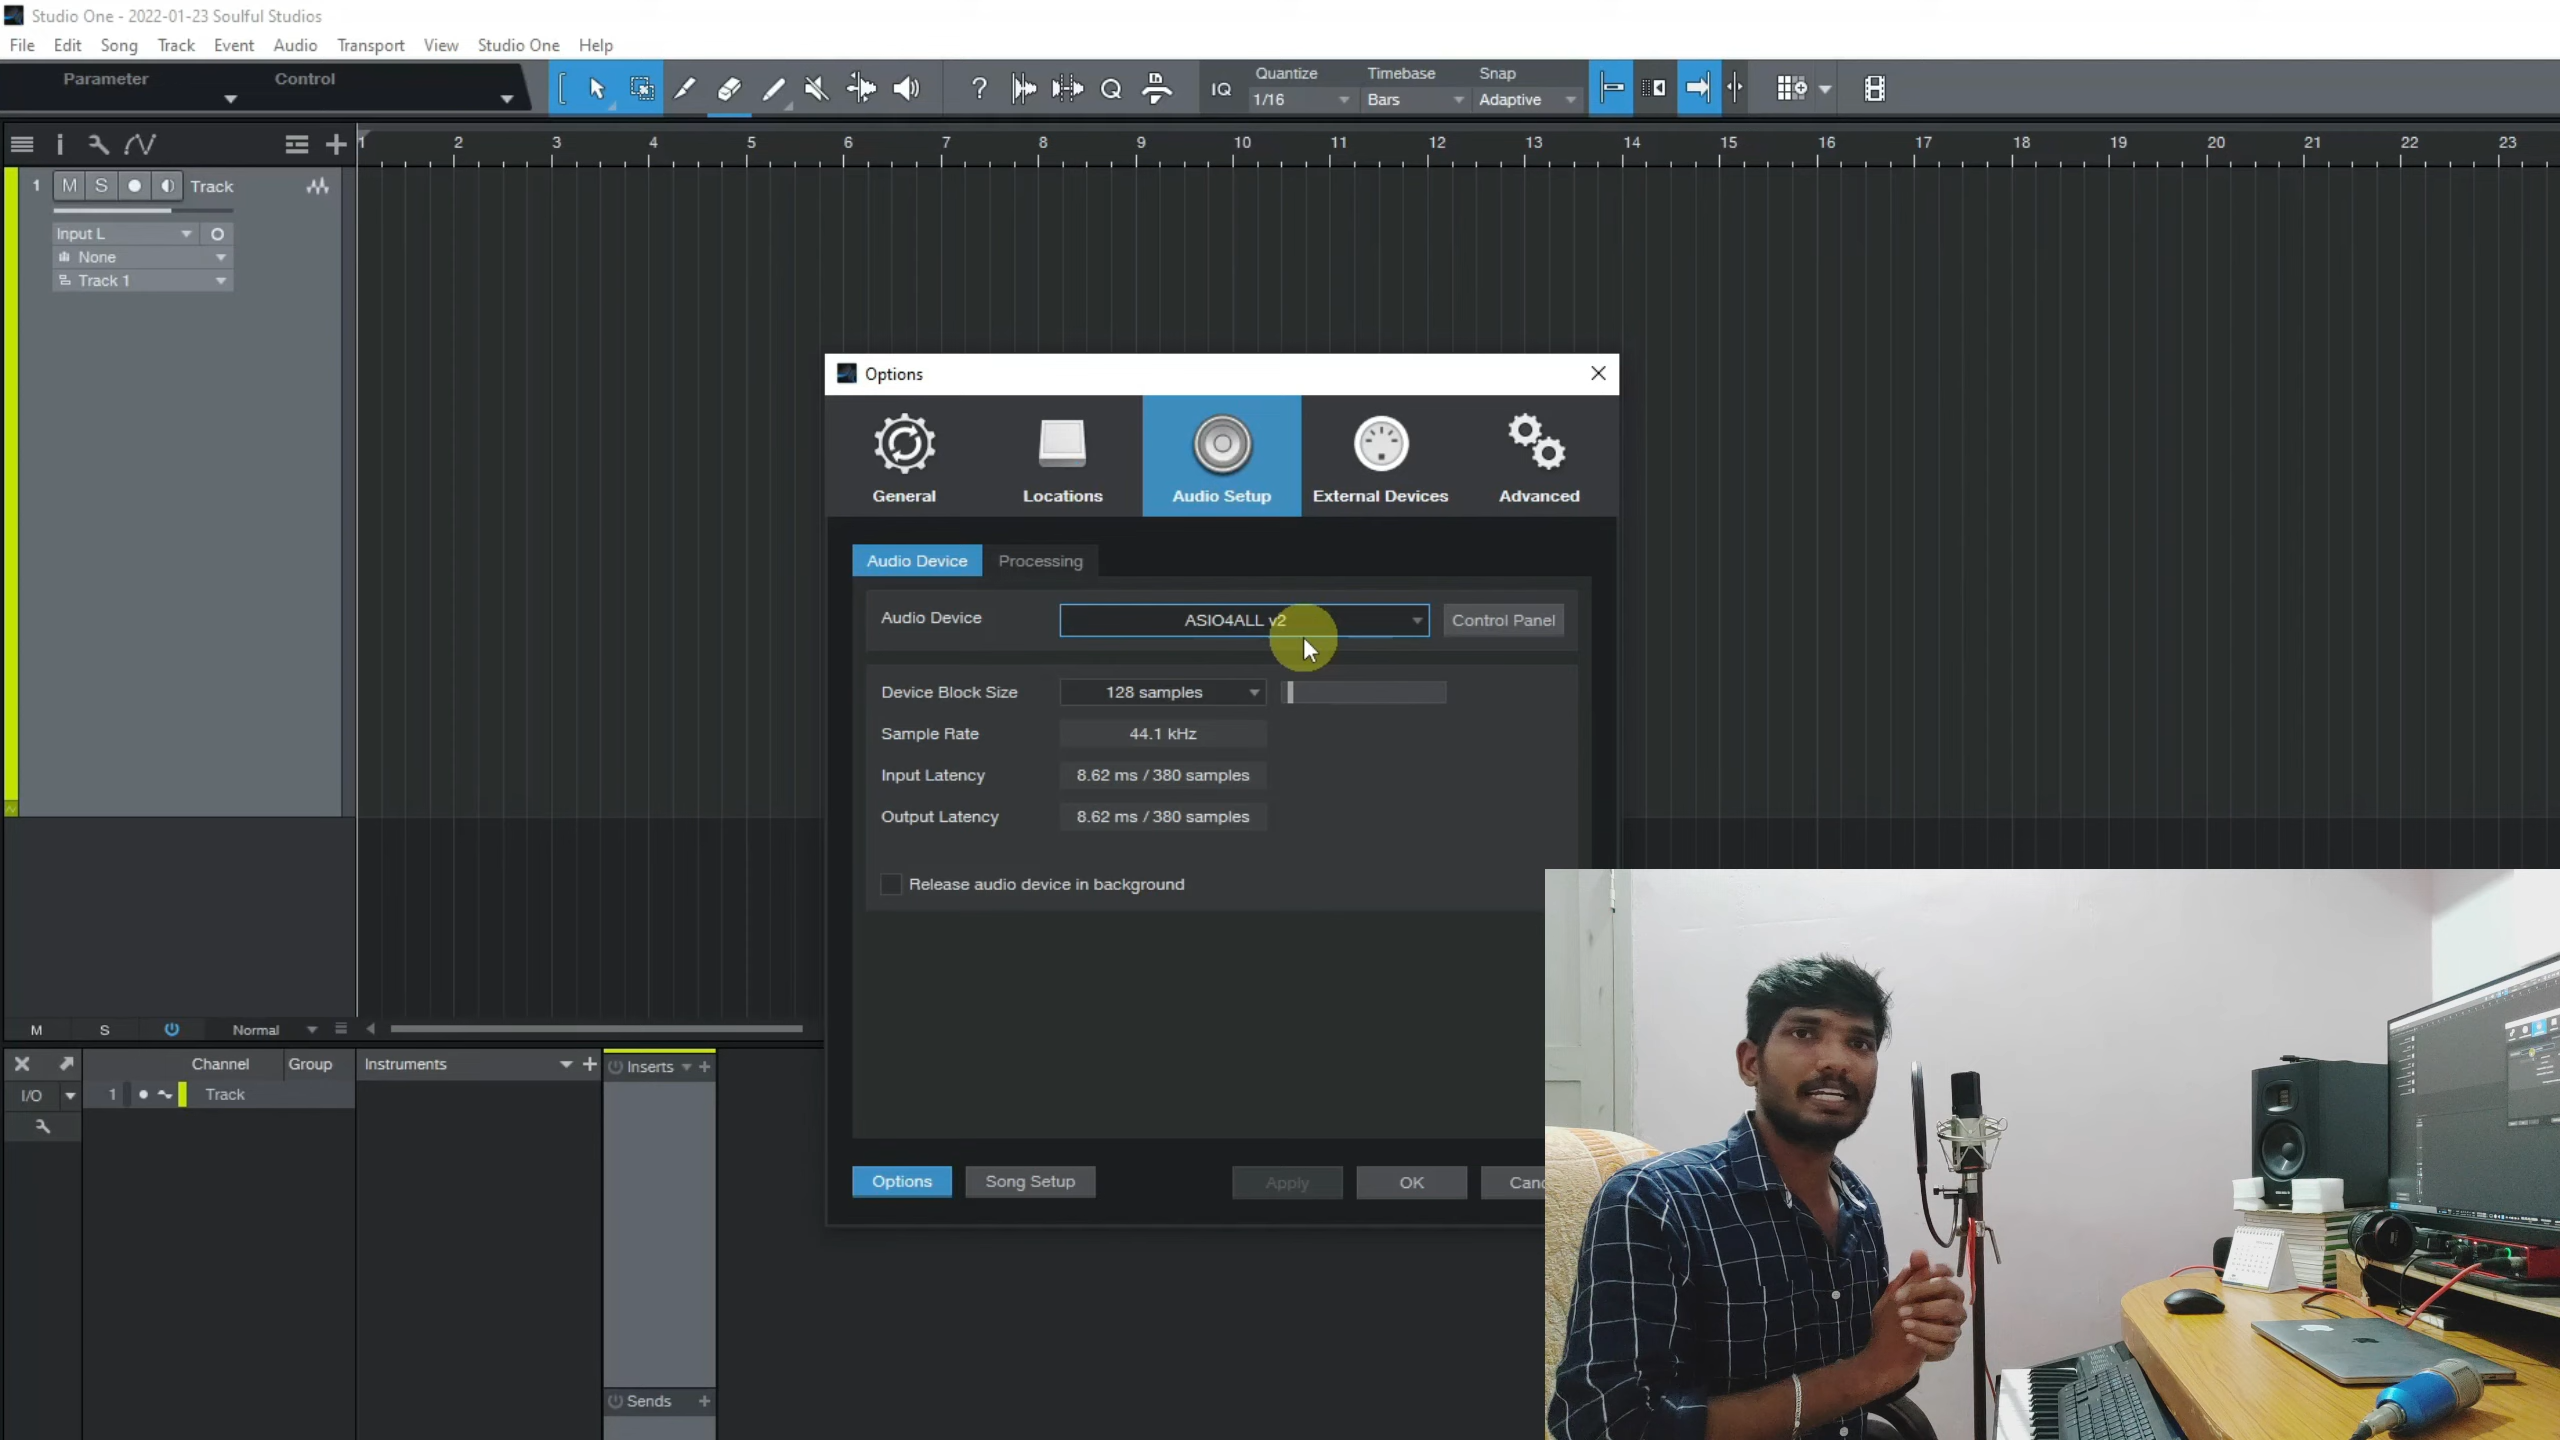 Studio One - 2022-01-23 Soulful Studios
File Edit Song Track Event Audio Transport View Studio One Help
Parameter Control
? Q IQ
Quantize Timebase Snap
1/16 Bars Adaptive
i
1 2 3 4 5 6 7 8 9 10 11 12 13 14 15 16 17 18 19 20 21 22 23
1 M S Track
Input L
None
Track 1
Options
General Locations Audio Setup External Devices Advanced
Audio Device Processing
Audio Device ASIO4ALL v2 Control Panel
Device Block Size 128 samples
Sample Rate 44.1 kHz
Input Latency 8.62 ms / 380 samples
Output Latency 8.62 ms / 380 samples
Release audio device in background
Options Song Setup Apply OK Canc
M S Normal
Channel Group Instruments Inserts
I/O 1 Track
Sends